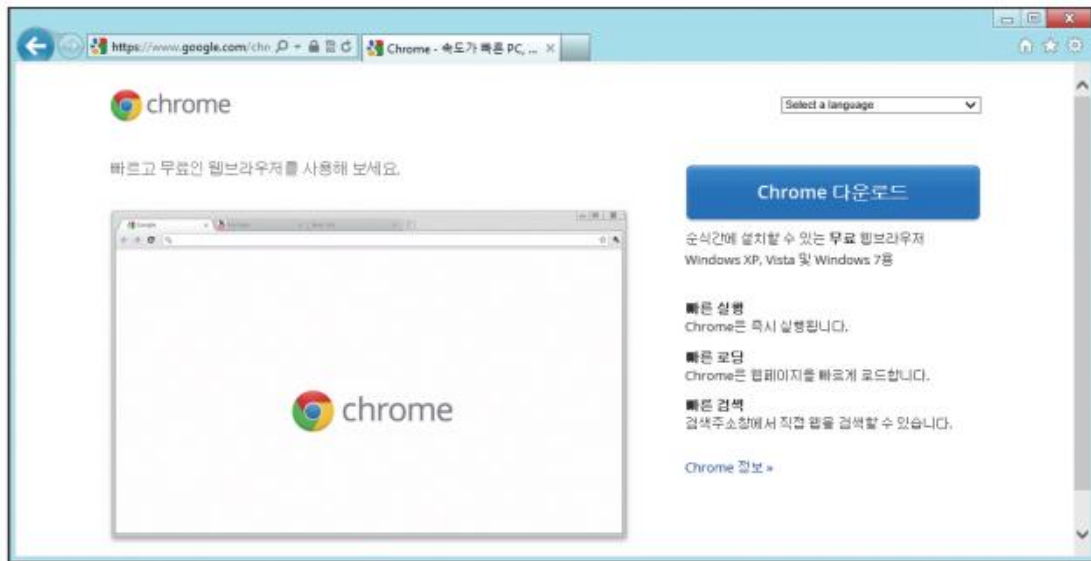 https://www.google.com/cho
Chrome - 속도가 빠른 PC, ...
chrome
Select a language
빠르고 무료인 웹브라우저를 사용해 보세요.
Chrome 다운로드
Google
순식간에 설치할 수 있는 무료 웹브라우저
Windows XP, Vista 및 Windows 7용
빠른 실행
Chrome은 즉시 실행됩니다.
빠른 로딩
Chrome은 웹페이지를 빠르게 로드합니다.
빠른 검색
검색주소창에서 직접 웹을 검색할 수 있습니다.
chrome
Chrome 정보 »